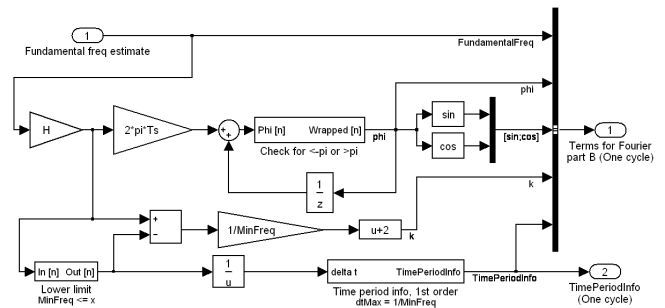 1
Fundamental freq estimate
FundamentalFreq
phi
H
2*pi*Ts
+
+
Phi [n] Wrapped [n]
Check for <-pi or >pi
phi
sin
cos
[sin;cos]
1
Terms for Fourier
part B (One cycle)
1
z
k
+
−
1/MinFreq
u+2
k
In [n] Out [n]
Lower limit
MinFreq <= x
1
u
delta t TimePeriodInfo
Time period info, 1st order
dtMax = 1/MinFreq
TimePeriodInfo
2
TimePeriodInfo
(One cycle)